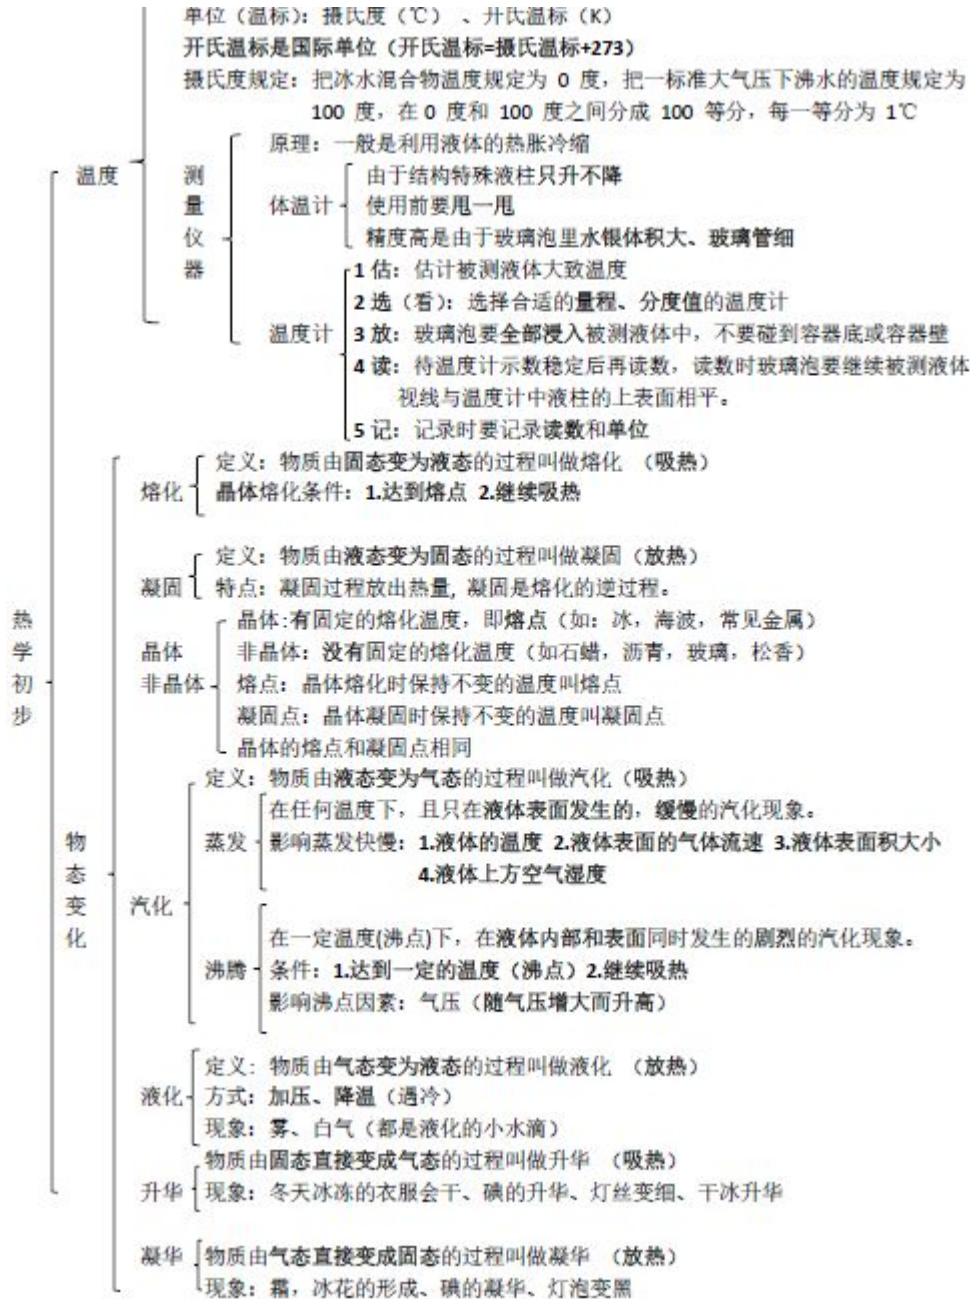 单位（温标）：摄氏度（℃）、开氏温标（K）
开氏温标是国际单位（开氏温标=摄氏温标+273）
摄氏度规定：把冰水混合物温度规定为 0 度，把一标准大气压下沸水的温度规定为
100 度，在 0 度和 100 度之间分成 100 等分，每一等分为 1℃
温度
测量仪器
原理：一般是利用液体的热胀冷缩
体温计
由于结构特殊液柱只升不降
使用前要甩一甩
精度高是由于玻璃泡里水银体积大、玻璃管细
温度计
1 估：估计被测液体大致温度
2 选（看）：选择合适的量程、分度值的温度计
3 放：玻璃泡要全部浸入被测液体中，不要碰到容器底或容器壁
4 读：待温度计示数稳定后再读数，读数时玻璃泡要继续被测液体
视线与温度计中液柱的上表面相平。
5 记：记录时要记录读数和单位
热学初步
物态变化
熔化
定义：物质由固态变为液态的过程叫做熔化 （吸热）
晶体熔化条件：1.达到熔点 2.继续吸热
凝固
定义：物质由液态变为固态的过程叫做凝固（放热）
特点：凝固过程放出热量, 凝固是熔化的逆过程。
晶体
非晶体
晶体:有固定的熔化温度，即熔点（如：冰，海波，常见金属）
非晶体：没有固定的熔化温度（如石蜡，沥青，玻璃，松香）
熔点：晶体熔化时保持不变的温度叫熔点
凝固点：晶体凝固时保持不变的温度叫凝固点
晶体的熔点和凝固点相同
汽化
定义：物质由液态变为气态的过程叫做汽化（吸热）
蒸发
在任何温度下，且只在液体表面发生的，缓慢的汽化现象。
影响蒸发快慢：1.液体的温度 2.液体表面的气体流速 3.液体表面积大小
4.液体上方空气湿度
沸腾
在一定温度(沸点)下，在液体内部和表面同时发生的剧烈的汽化现象。
条件：1.达到一定的温度（沸点）2.继续吸热
影响沸点因素：气压（随气压增大而升高）
液化
定义：物质由气态变为液态的过程叫做液化 （放热）
方式：加压、降温（遇冷）
现象：雾、白气（都是液化的小水滴）
升华
物质由固态直接变成气态的过程叫做升华 （吸热）
现象：冬天冰冻的衣服会干、碘的升华、灯丝变细、干冰升华
凝华
物质由气态直接变成固态的过程叫做凝华 （放热）
现象：霜，冰花的形成、碘的凝华、灯泡变黑